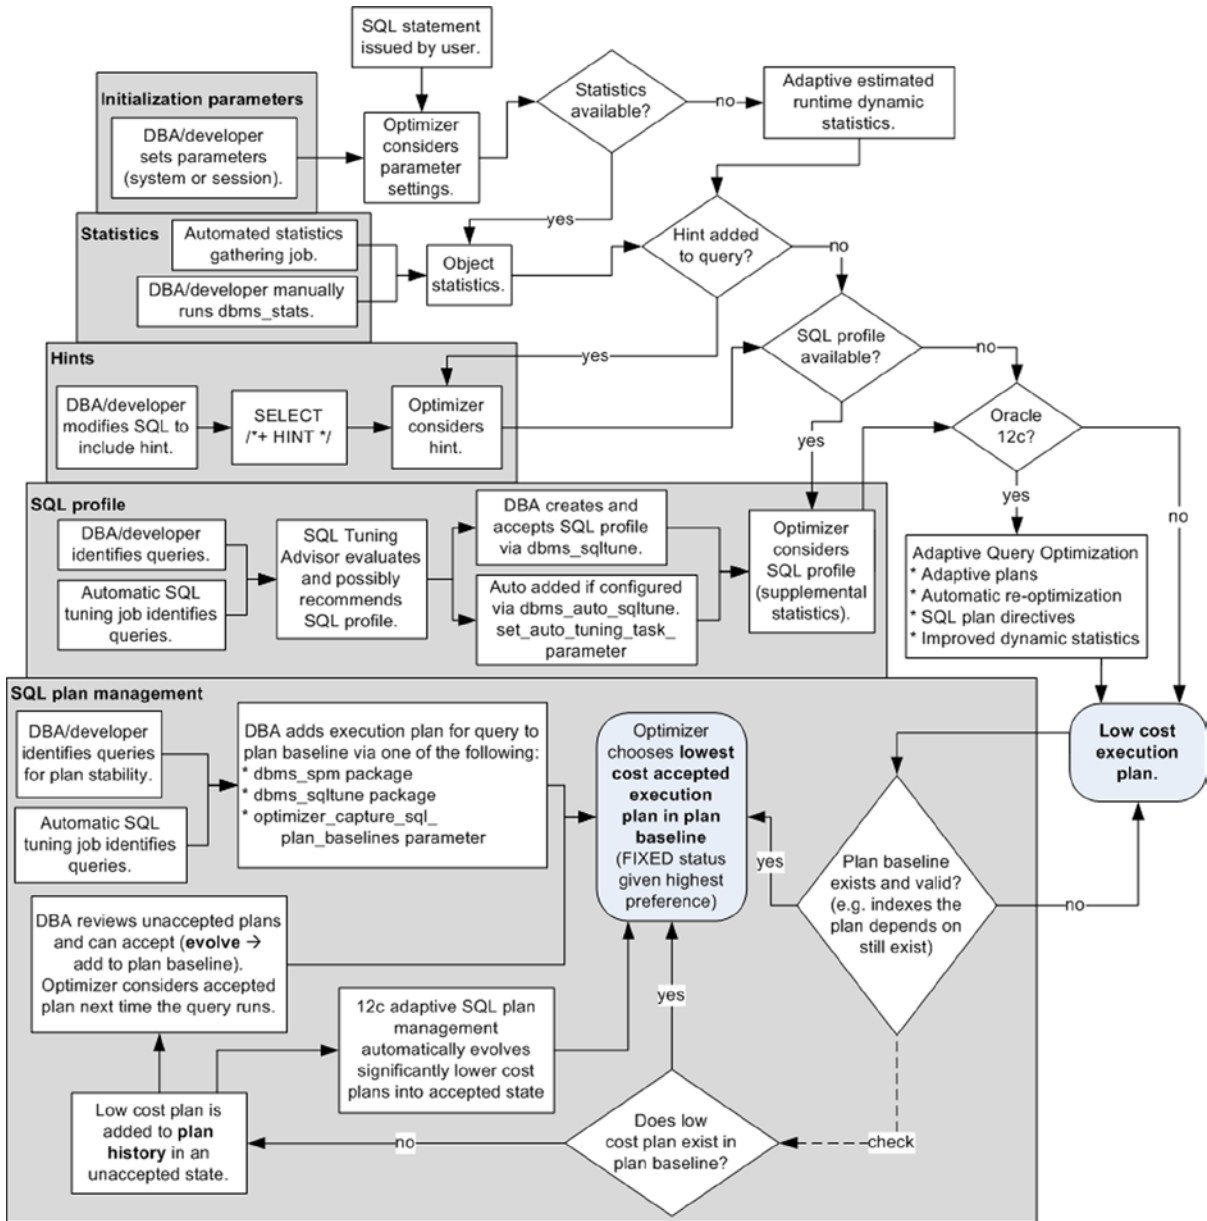 SQL statement
issued by user.
Initialization parameters
DBA/developer
sets parameters
(system or session).
Optimizer
considers
parameter
settings.
Statistics
available?
no
Adaptive estimated
runtime dynamic
statistics.
yes
Statistics
Automated statistics
gathering job.
DBA/developer manually
runs dbms_stats.
Object
statistics.
Hint added
to query?
no
yes
Hints
DBA/developer
modifies SQL to
include hint.
SELECT
/*+ HINT */
Optimizer
considers
hint.
SQL profile
available?
no
yes
Oracle
12c?
yes
no
SQL profile
DBA/developer
identifies queries.
Automatic SQL
tuning job identifies
queries.
SQL Tuning
Advisor evaluates
and possibly
recommends
SQL profile.
DBA creates and
accepts SQL profile
via dbms_sqltune.
Auto added if configured
via dbms_auto_sqltune.
set_auto_tuning_task_
parameter
Optimizer
considers
SQL profile
(supplemental
statistics).
Adaptive Query Optimization
* Adaptive plans
* Automatic re-optimization
* SQL plan directives
* Improved dynamic statistics
SQL plan management
DBA/developer
identifies queries
for plan stability.
Automatic SQL
tuning job identifies
queries.
DBA adds execution plan for query to
plan baseline via one of the following:
* dbms_spm package
* dbms_sqltune package
* optimizer_capture_sql_
plan_baselines parameter
Optimizer
chooses lowest
cost accepted
execution
plan in plan
baseline
(FIXED status
given highest
preference)
Low cost
execution
plan.
yes
Plan baseline
exists and valid?
(e.g. indexes the
plan depends on
still exist)
no
DBA reviews unaccepted plans
and can accept (evolve →
add to plan baseline).
Optimizer considers accepted
plan next time the query runs.
12c adaptive SQL plan
management
automatically evolves
significantly lower cost
plans into accepted state
yes
Low cost plan is
added to plan
history in an
unaccepted state.
no
Does low
cost plan exist in
plan baseline?
check